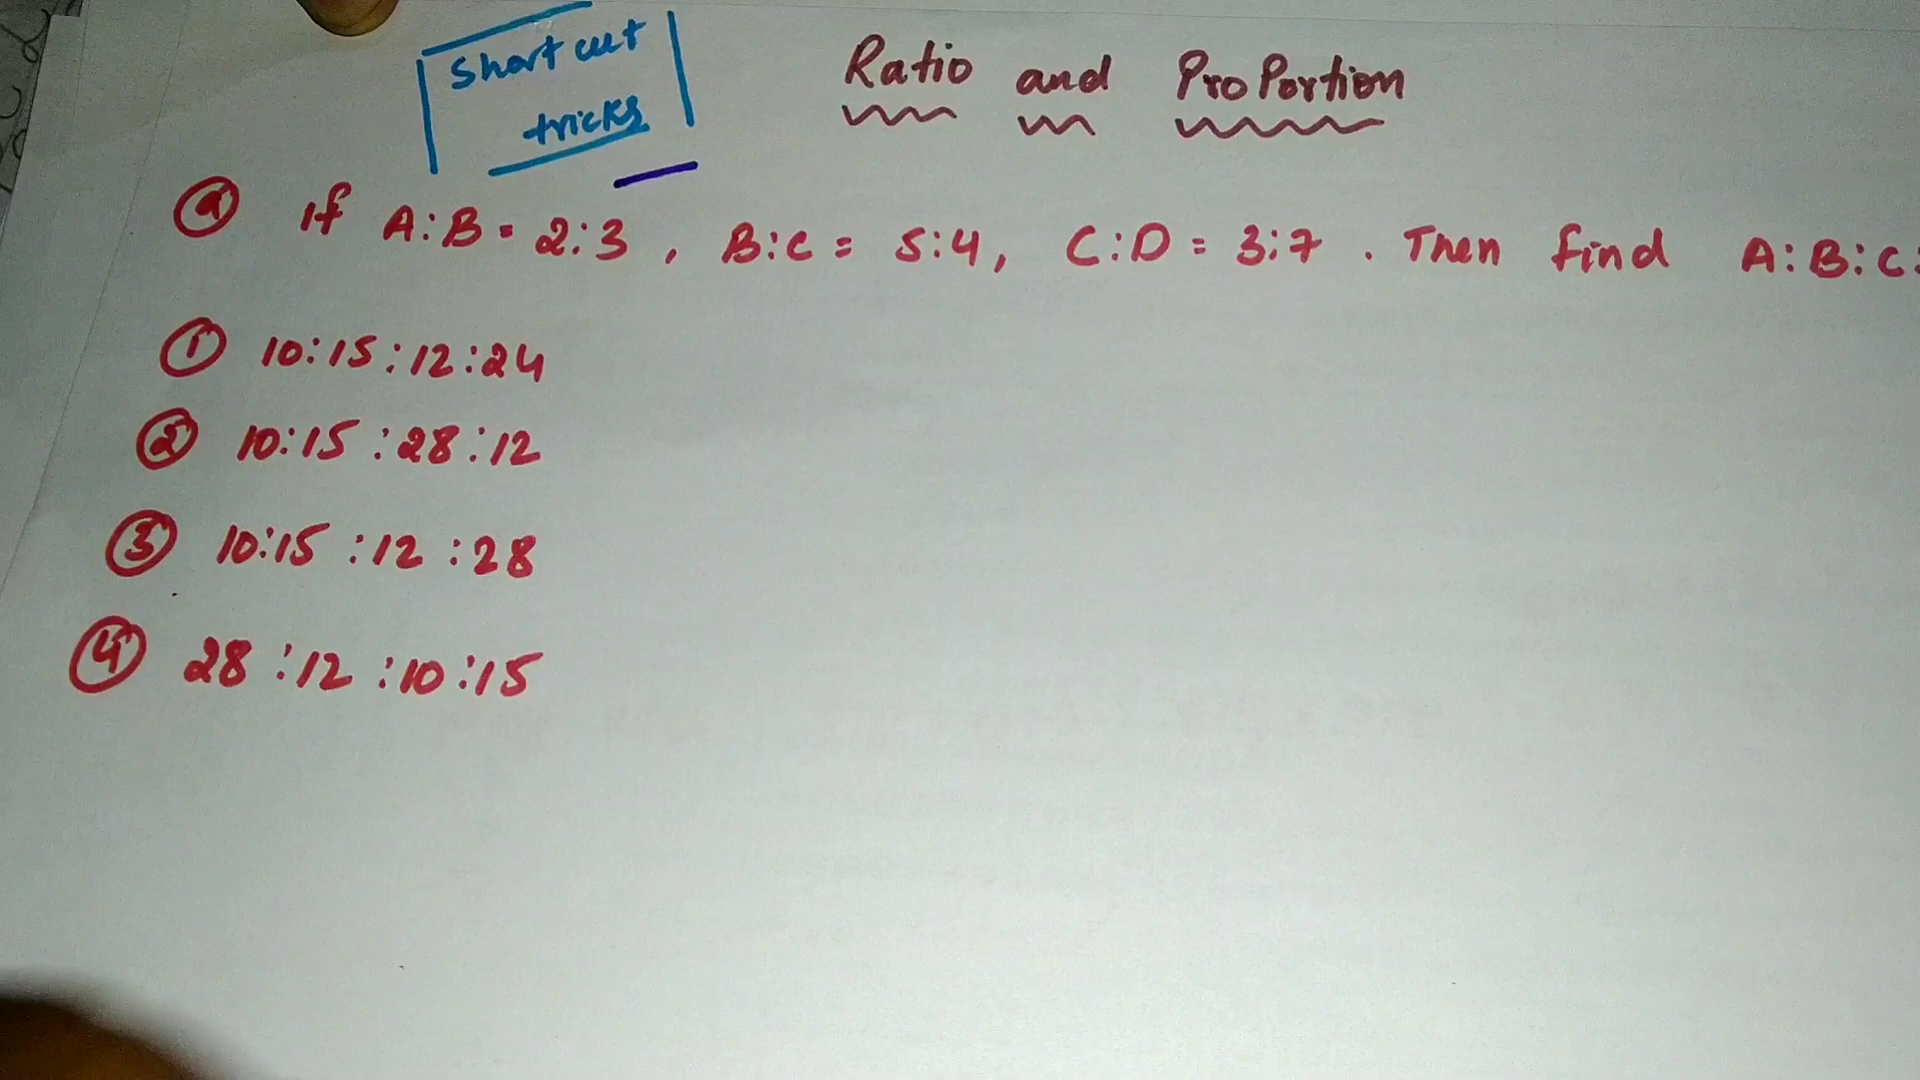 Short cut
tricks
Ratio and ProPortion
Q if A:B = 2:3, B:C = 5:4, C:D = 3:7. Then find A:B:C:
① 10:15:12:24
② 10:15:28:12
③ 10:15:12:28
④ 28:12:10:15